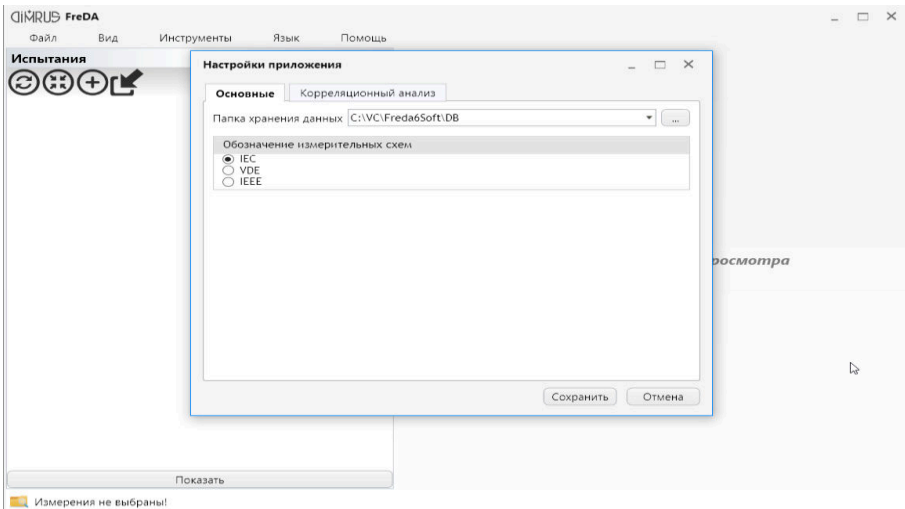 DIMRUS FreDA
Файл Вид Инструменты Язык Помощь
Испытания
Настройки приложения
Основные Корреляционный анализ
Папка хранения данных C:\VC\Freda6Soft\DB ...
Обозначение измерительных схем
IEC
VDE
IEEE
росмотра
Сохранить Отмена
Показать
Измерения не выбраны!